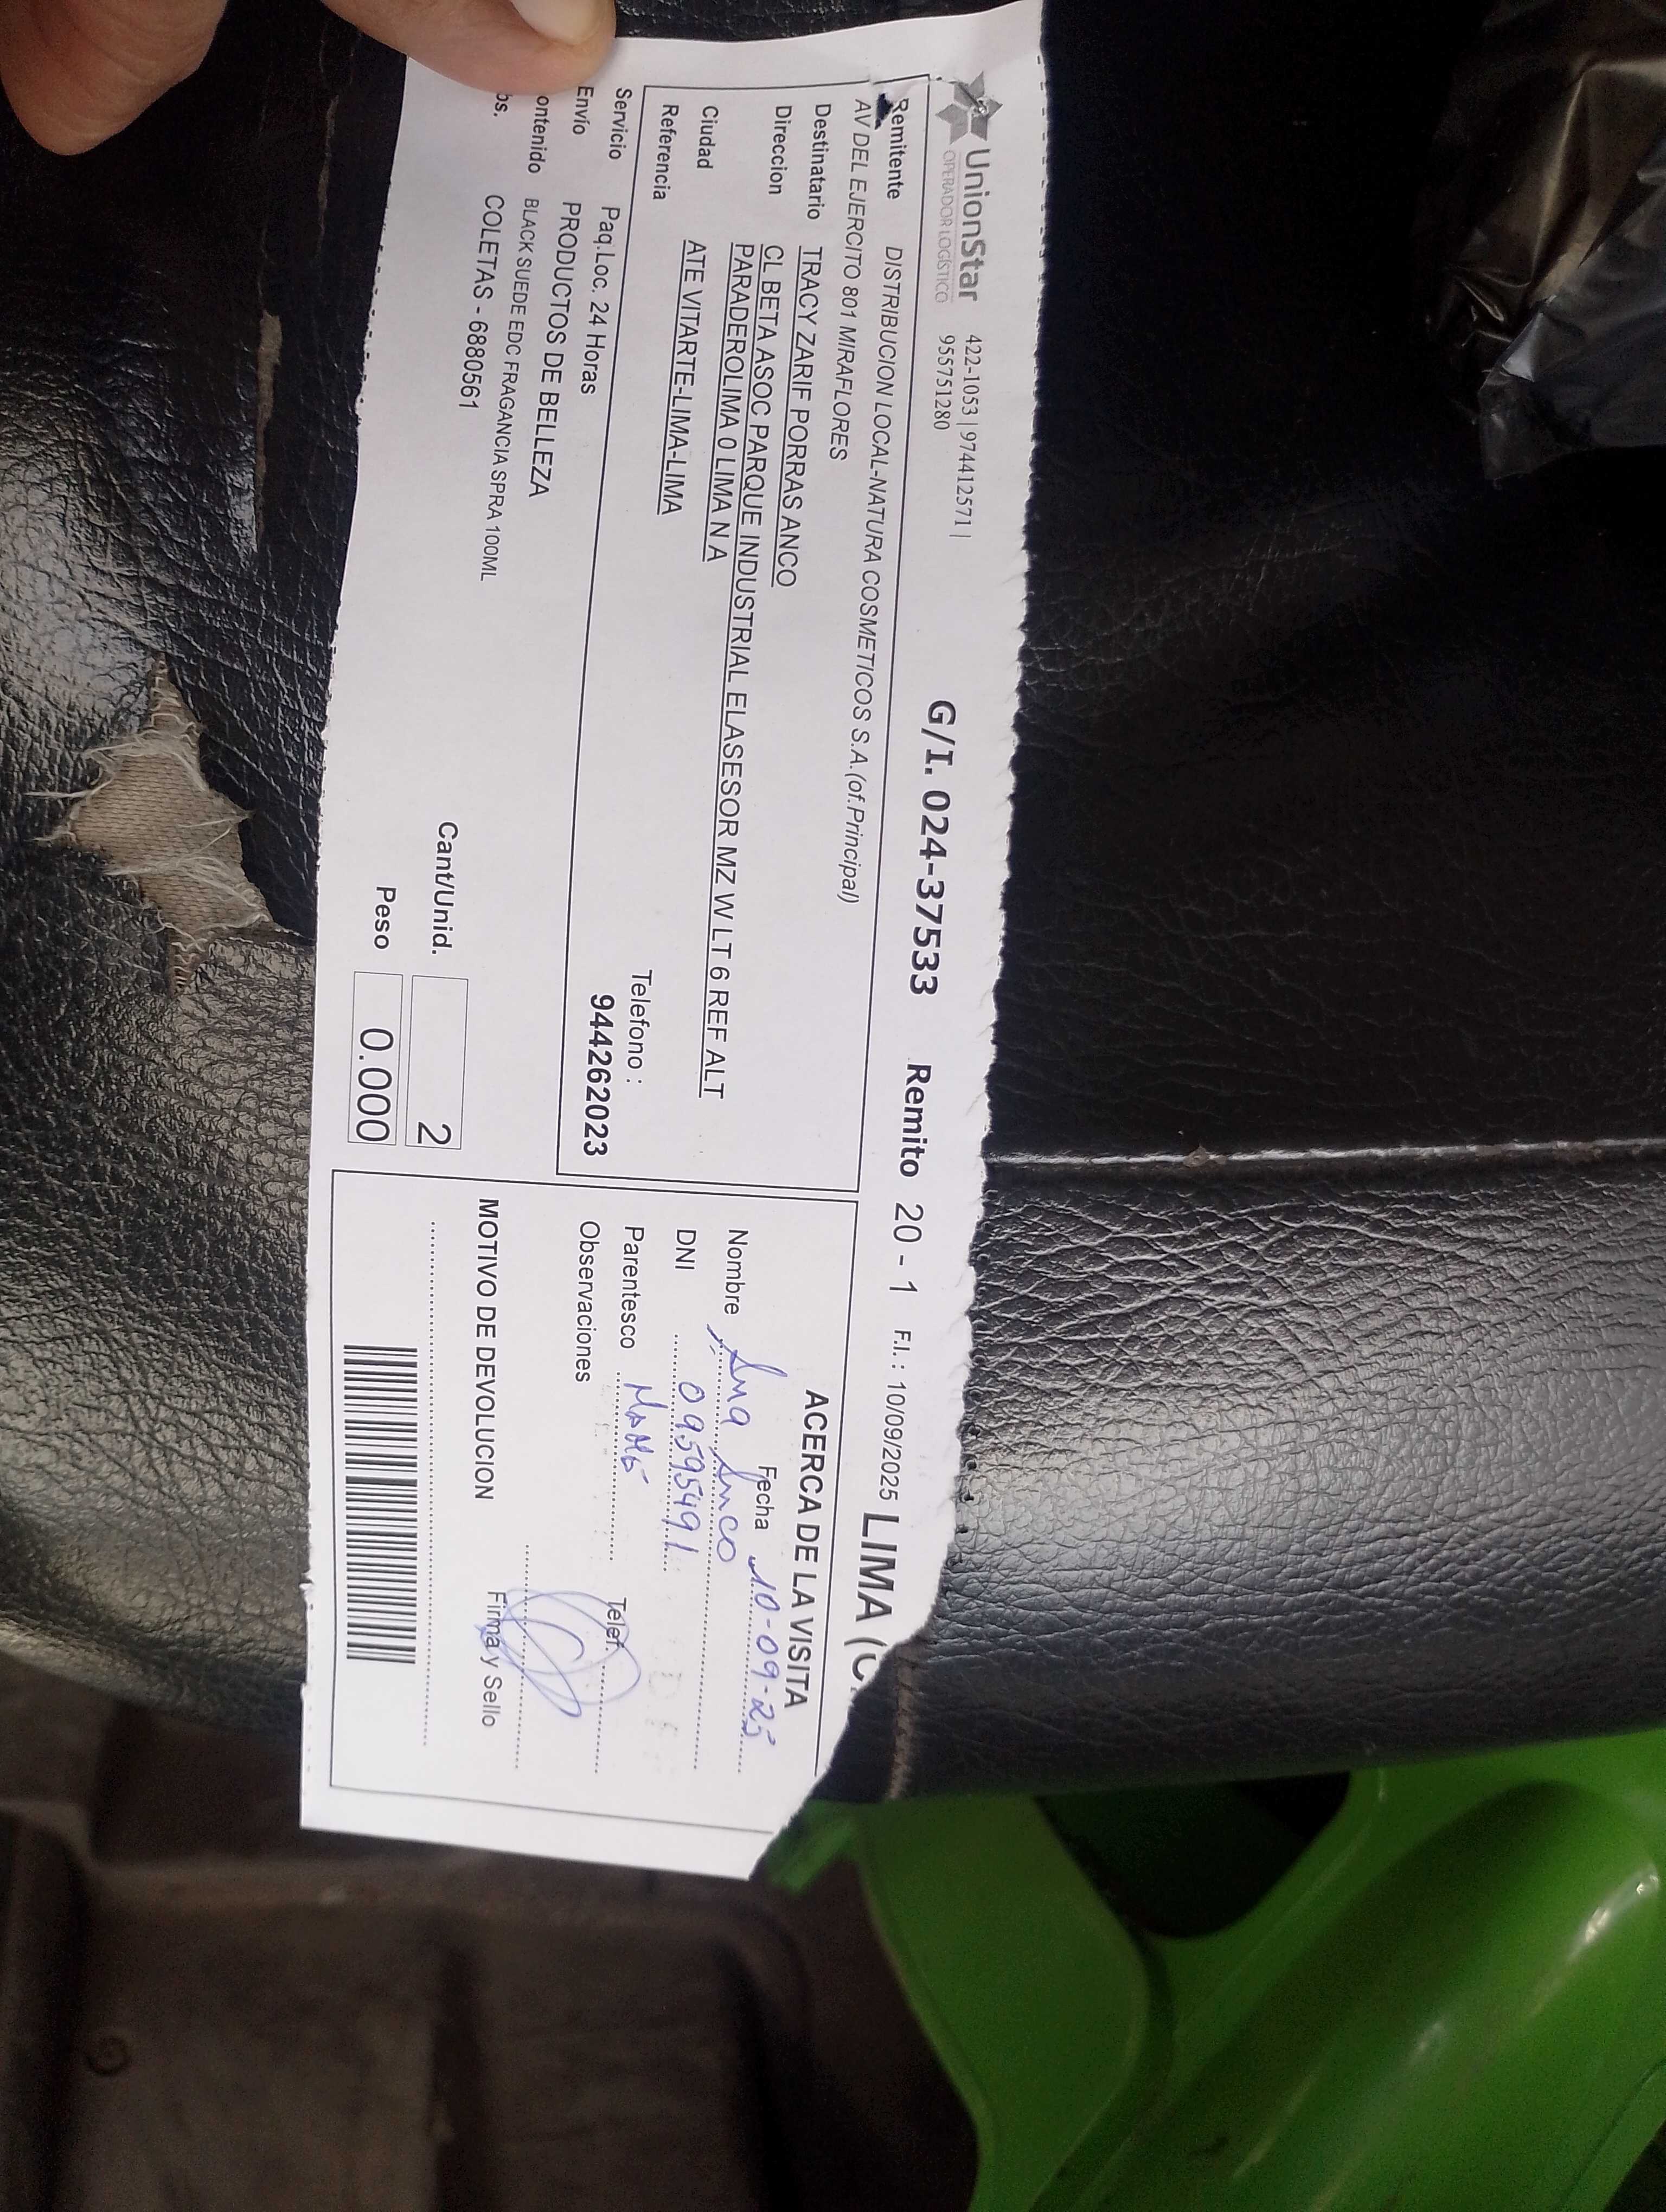 UnionStar
OPERADOR LOGÍSTICO
422-1053 | 974412571 |
955751280
G/I. 024-37533 Remito 20 - 1 F.I. : 10/09/2025 LIMA (
Remitente DISTRIBUCION LOCAL-NATURA COSMETICOS S.A.(of.Principal)
AV DEL EJERCITO 801 MIRAFLORES
Destinatario TRACY ZARIF PORRAS ANCO
Direccion CL BETA ASOC PARQUE INDUSTRIAL ELASESOR MZ W LT 6 REF ALT
PARADEROLIMA 0 LIMA N A
Ciudad ATE VITARTE-LIMA-LIMA
Referencia
Telefono :
944262023
Servicio Paq.Loc. 24 Horas
Envío PRODUCTOS DE BELLEZA
ontenido BLACK SUEDE EDC FRAGANCIA SPRA 100ML
bs. COLETAS - 6880561
Cant/Unid. 2
Peso 0.000
ACERCA DE LA VISITA
Fecha 10-09-25
Nombre Ana Anco
DNI 09595491
Parentesco MAMÁ Telef.
Observaciones
Firma y Sello
MOTIVO DE DEVOLUCION